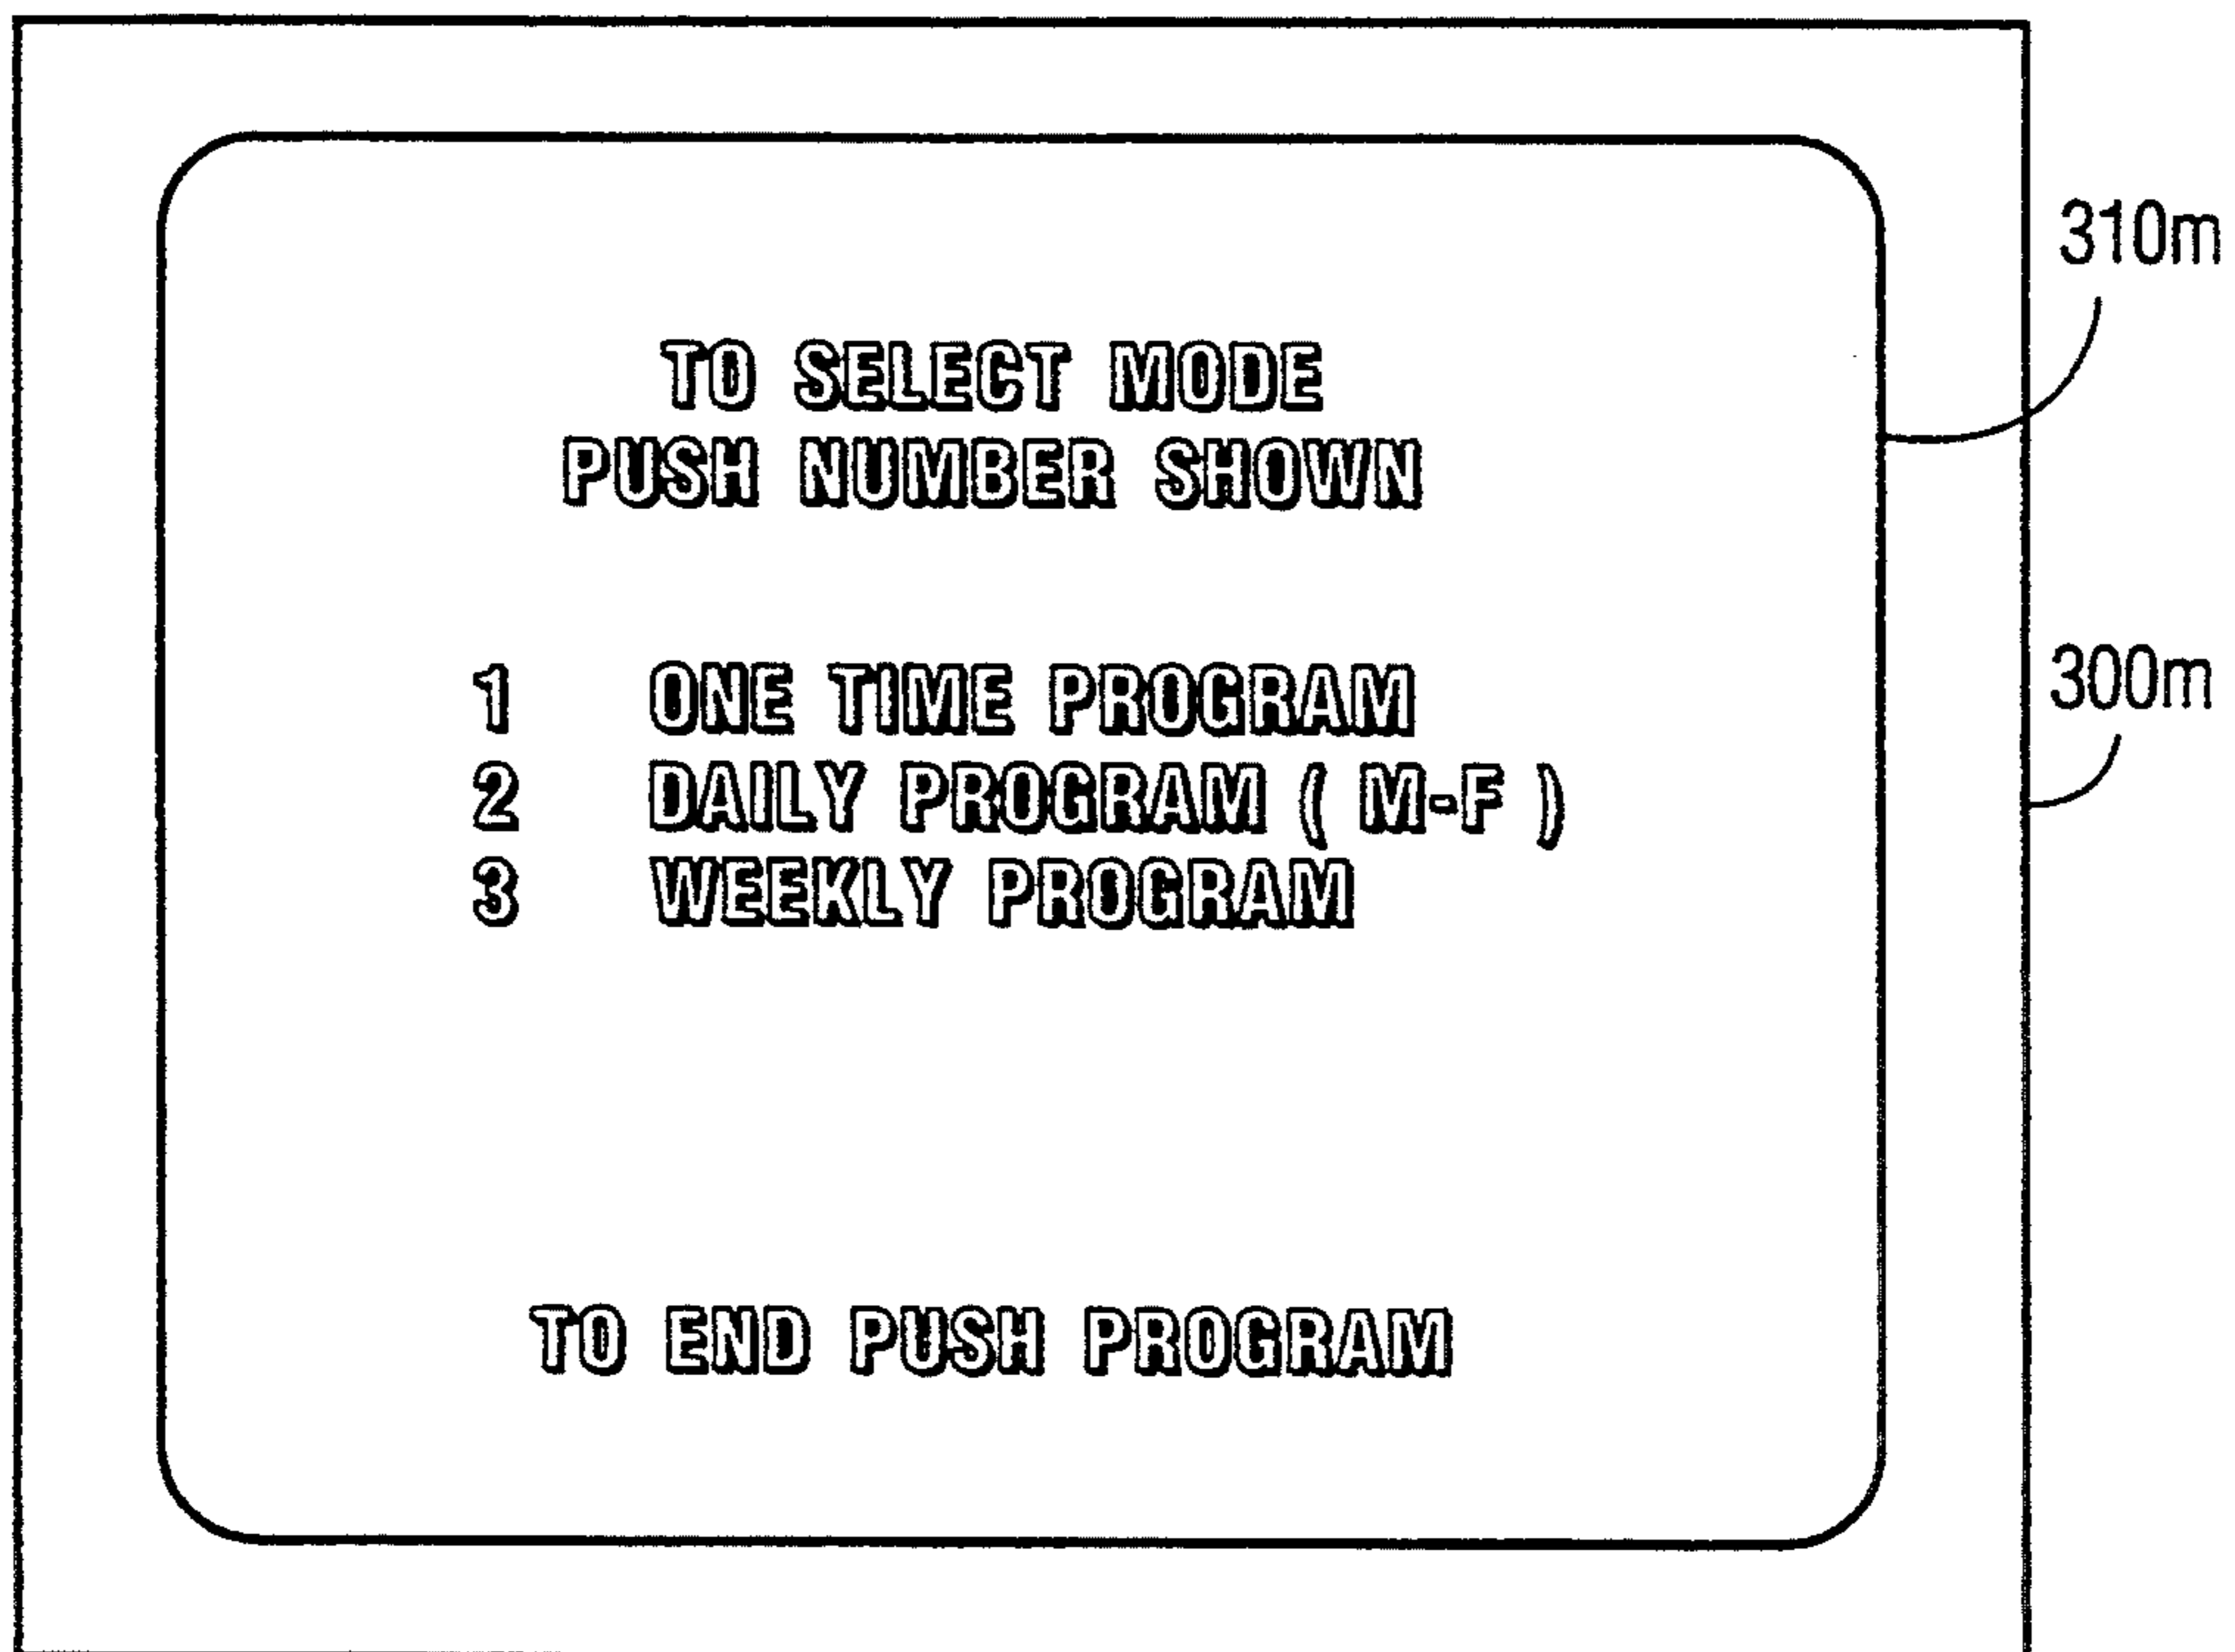 310m
TO SELECT MODE
PUSH NUMBER SHOWN
300m
1 ONE TIME PROGRAM
2 DAILY PROGRAM ( M-F )
3 WEEKLY PROGRAM
TO END PUSH PROGRAM